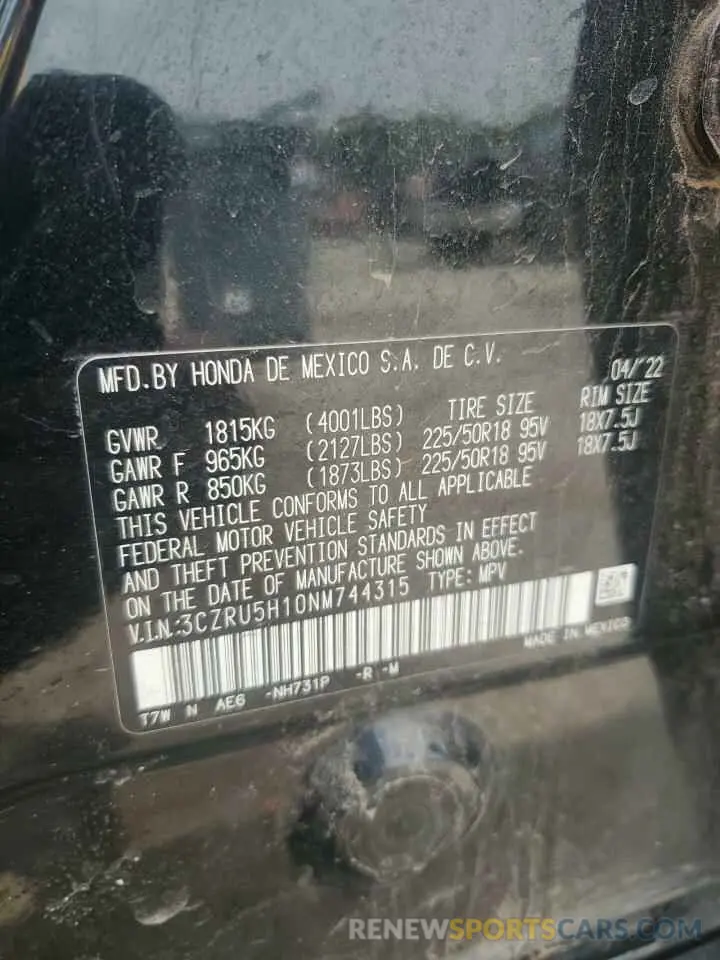 MFD.BY HONDA DE MEXICO S.A. DE C.V. 04/'22
GVWR 1815KG (4001LBS) TIRE SIZE RIM SIZE
GAWR F 965KG (2127LBS) 225/50R18 95V 18X7.5J
GAWR R 850KG (1873LBS) 225/50R18 95V 18X7.5J
THIS VEHICLE CONFORMS TO ALL APPLICABLE
FEDERAL MOTOR VEHICLE SAFETY
AND THEFT PREVENTION STANDARDS IN EFFECT
ON THE DATE OF MANUFACTURE SHOWN ABOVE.
V.I.N.:3CZRU5H10NM744315 TYPE: MPV
MADE IN MEXICO
T7W N AE6 -NH731P -R -M
RENEWSPORTSCARS.COM